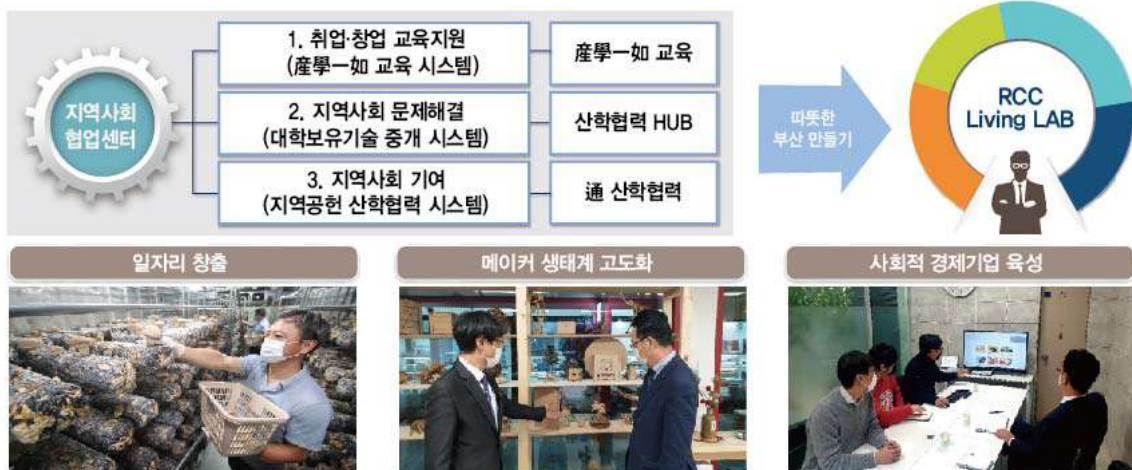 지역사회
협업센터
1. 취업·창업 교육지원
(産學一如 교육 시스템)
産學一如 교육
2. 지역사회 문제해결
(대학보유기술 중개 시스템)
산학협력 HUB
3. 지역사회 기여
(지역공헌 산학협력 시스템)
通 산학협력
따뜻한
부산 만들기
RCC
Living LAB
일자리 창출
메이커 생태계 고도화
사회적 경제기업 육성